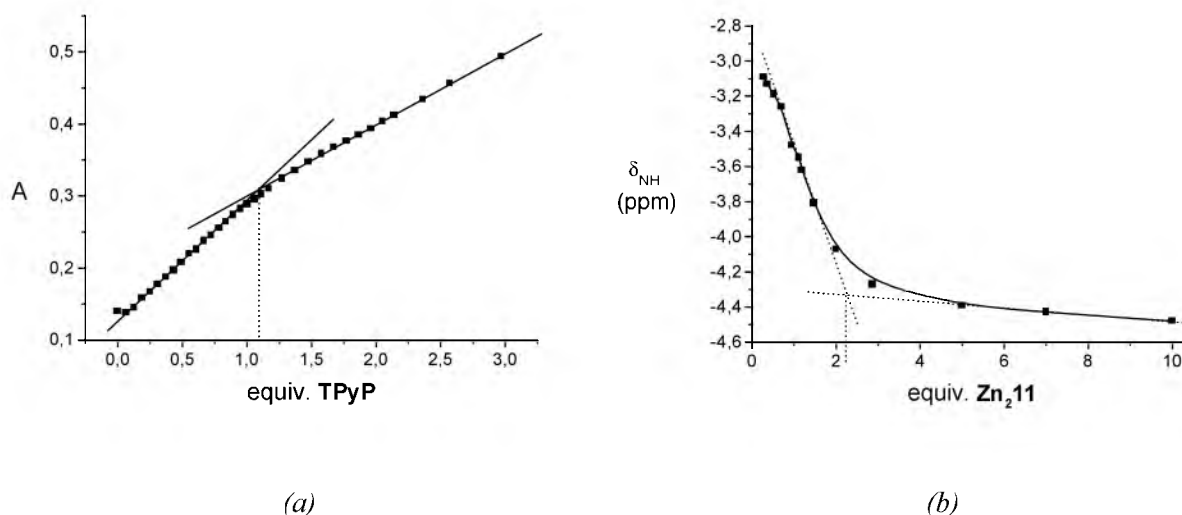 A
0,5
0,4
0,3
0,2
0,1
0,0 0,5 1,0 1,5 2,0 2,5 3,0
equiv. TPyP
(a)
δNH
(ppm)
-2,8
-3,0
-3,2
-3,4
-3,6
-3,8
-4,0
-4,2
-4,4
-4,6
0 2 4 6 8 10
equiv. Zn₂11
(b)